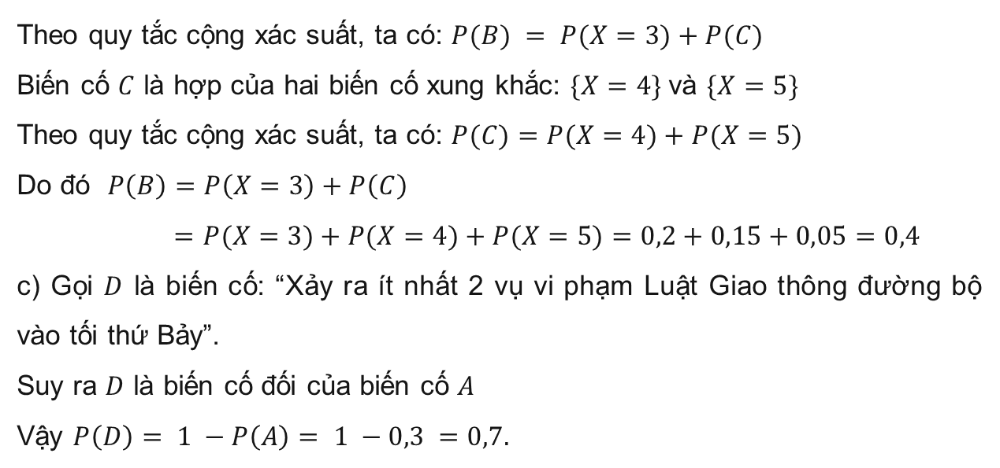 Theo quy tắc cộng xác suất, ta có: P(B) = P(X = 3) + P(C)
Biến cố C là hợp của hai biến cố xung khắc: {X = 4} và {X = 5}
Theo quy tắc cộng xác suất, ta có: P(C) = P(X = 4) + P(X = 5)
Do đó P(B) = P(X = 3) + P(C)
= P(X = 3) + P(X = 4) + P(X = 5) = 0,2 + 0,15 + 0,05 = 0,4
c) Gọi D là biến cố: “Xảy ra ít nhất 2 vụ vi phạm Luật Giao thông đường bộ
vào tối thứ Bảy”.
Suy ra D là biến cố đối của biến cố A
Vậy P(D) = 1 − P(A) = 1 − 0,3 = 0,7.